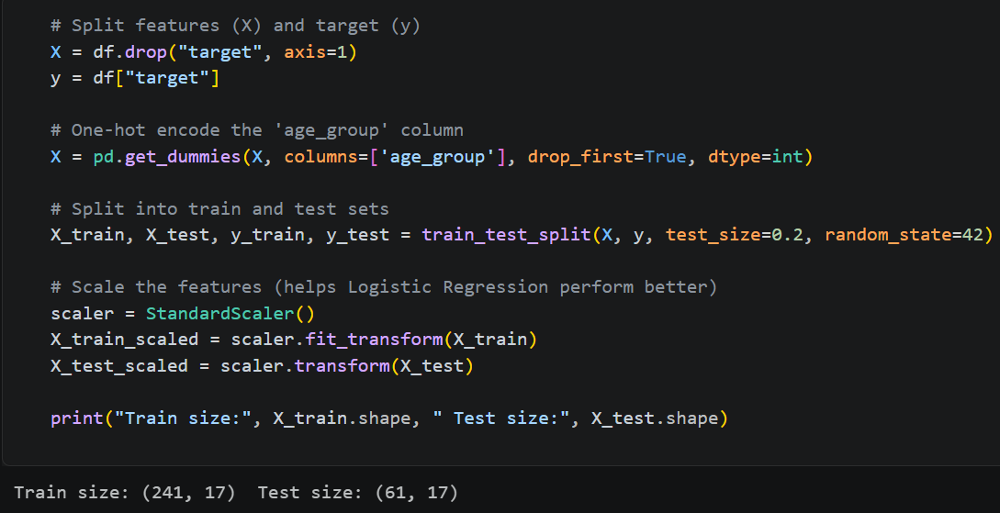 # Split features (X) and target (y)
X = df.drop("target", axis=1)
y = df["target"]
# One-hot encode the 'age_group' column
X = pd.get_dummies(X, columns=['age_group'], drop_first=True, dtype=int)
# Split into train and test sets
X_train, X_test, y_train, y_test = train_test_split(X, y, test_size=0.2, random_state=42)
# Scale the features (helps Logistic Regression perform better)
scaler = StandardScaler()
X_train_scaled = scaler.fit_transform(X_train)
X_test_scaled = scaler.transform(X_test)
print("Train size:", X_train.shape, " Test size:", X_test.shape)
Train size: (241, 17)  Test size: (61, 17)